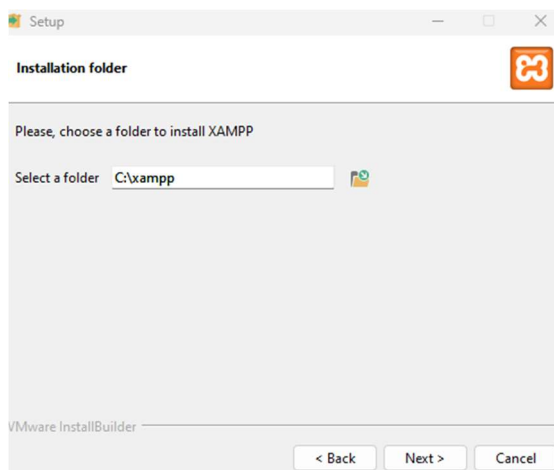 Setup
Installation folder
Please, choose a folder to install XAMPP
Select a folder C:\xampp
VMware InstallBuilder
< Back Next > Cancel